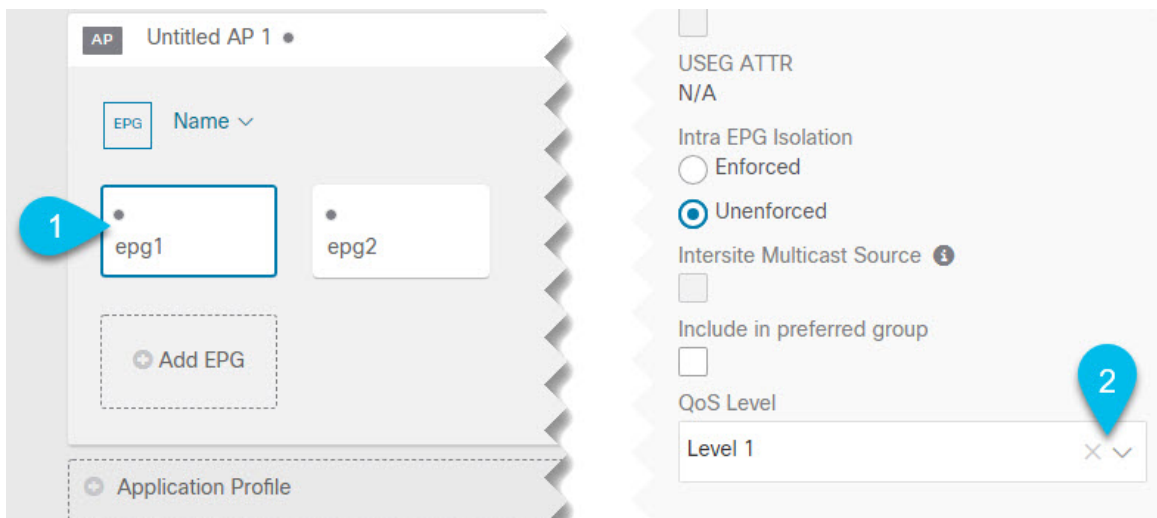 AP Untitled AP 1
EPG Name
1
epg1
epg2
Add EPG
Application Profile
USEG ATTR
N/A
Intra EPG Isolation
Enforced
Unenforced
Intersite Multicast Source
Include in preferred group
2
QoS Level
Level 1